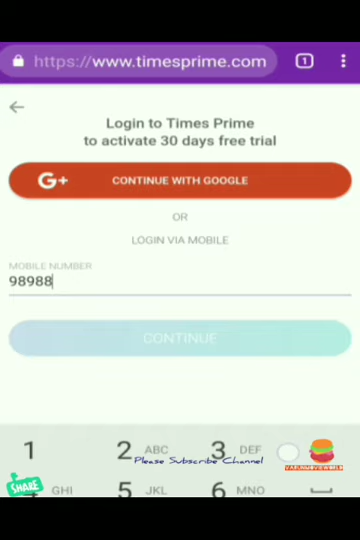 https://www.timesprime.com
1
Login to Times Prime
to activate 30 days free trial
G+ CONTINUE WITH GOOGLE
OR
LOGIN VIA MOBILE
MOBILE NUMBER
98988
CONTINUE
1 2 ABC 3 DEF
Please Subscribe Channel
SHARE
4 GHI 5 JKL 6 MNO